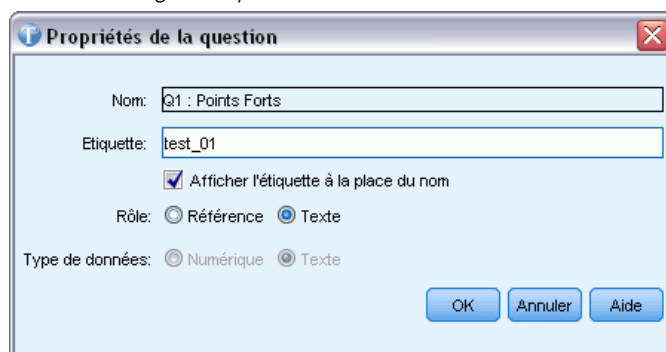 Propriétés de la question
Nom: Q1 : Points Forts
Etiquette: test_01
Afficher l'étiquette à la place du nom
Rôle: Référence Texte
Type de données: Numérique Texte
OK Annuler Aide